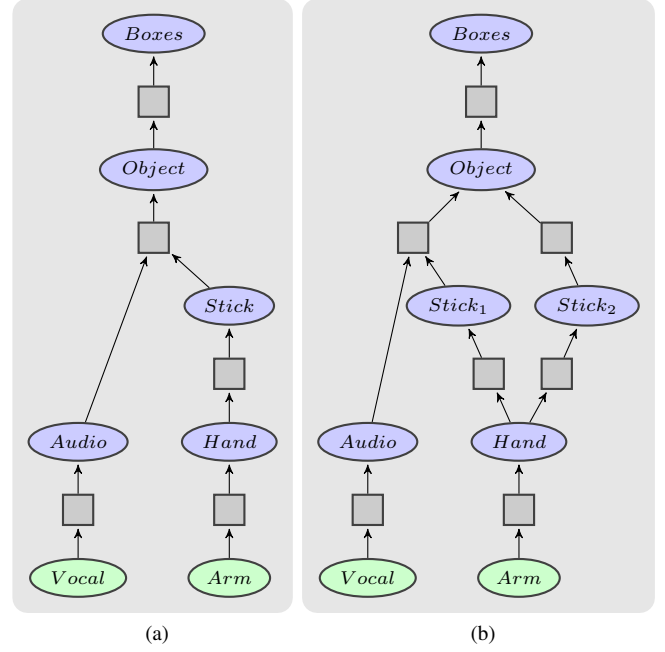 Boxes
Object
Stick
Audio Hand
Vocal Arm
(a)
Boxes
Object
Stick₁ Stick₂
Audio Hand
Vocal Arm
(b)